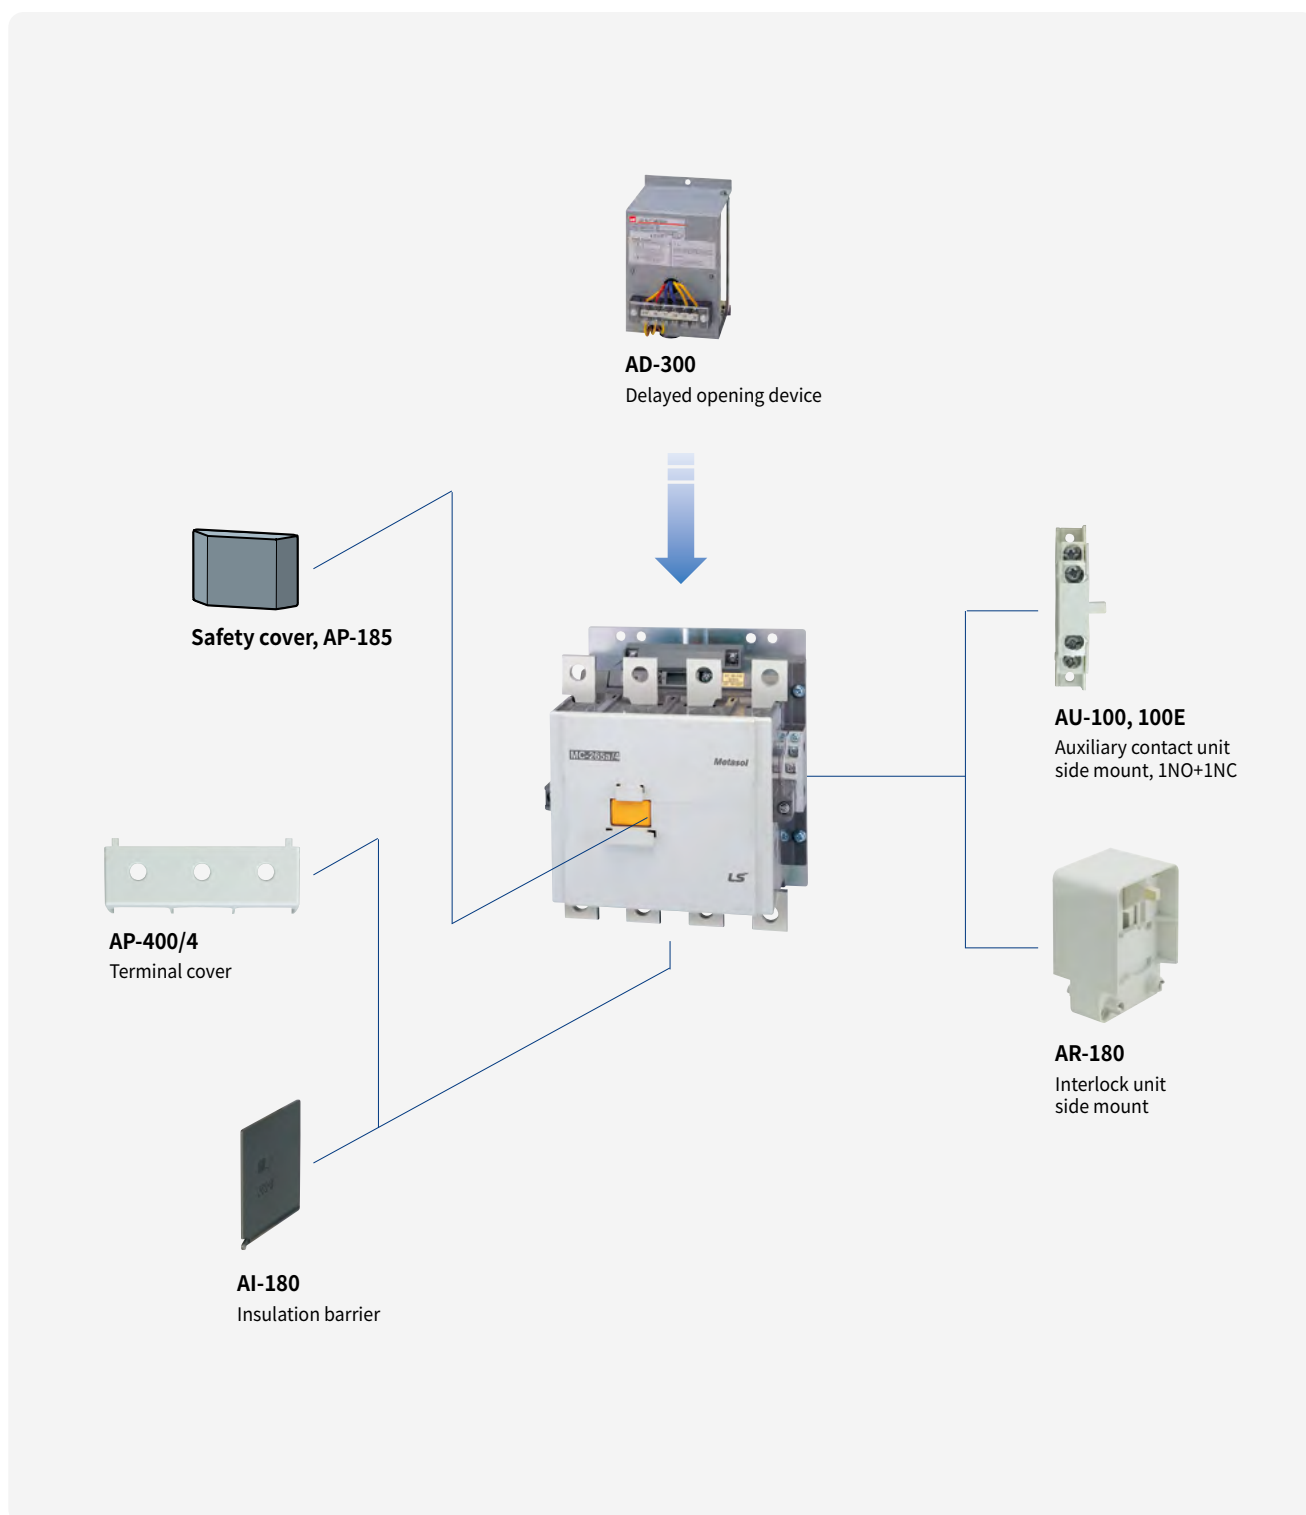 AD-300
Delayed opening device
Safety cover, AP-185
MC-265a/4
Metasol
LS
AU-100, 100E
Auxiliary contact unit
side mount, 1NO+1NC
AP-400/4
Terminal cover
AR-180
Interlock unit
side mount
AI-180
Insulation barrier